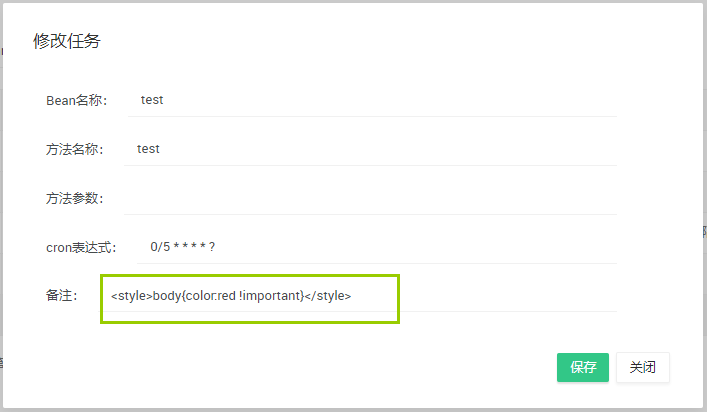 修改任务
Bean名称： test
方法名称： test
方法参数：
cron表达式： 0/5 * * * * ?
备注： <style>body{color:red !important}</style>
保存 关闭